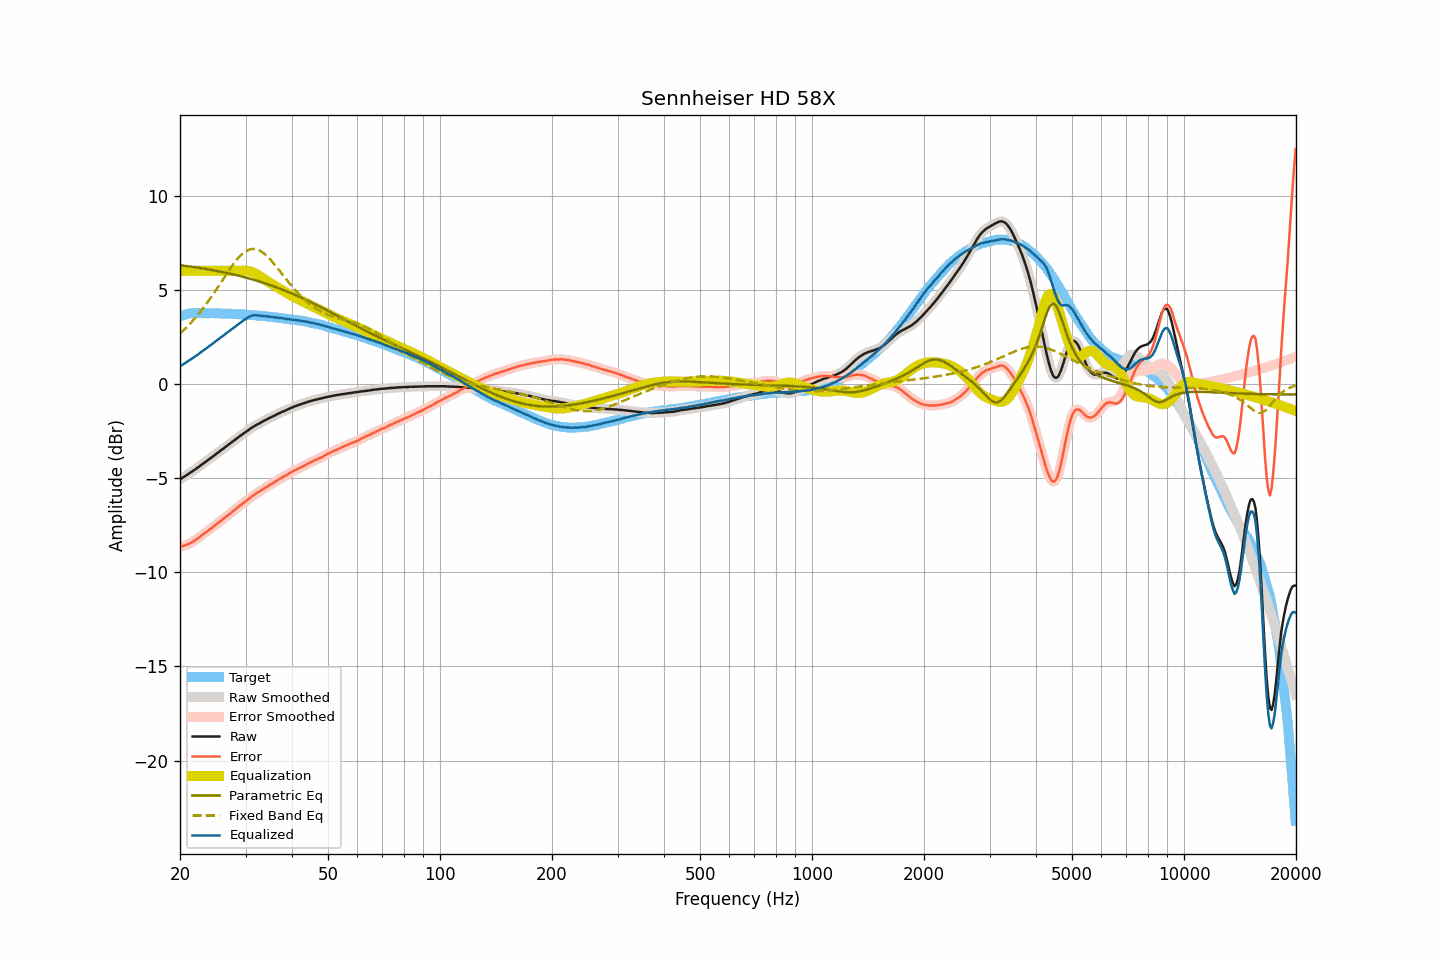 Sennheiser HD 58X
Amplitude (dBr)
10
5
0
−5
−10
−15
−20
Target
Raw Smoothed
Error Smoothed
Raw
Error
Equalization
Parametric Eq
Fixed Band Eq
Equalized
20 50 100 200 500 1000 2000 5000 10000 20000
Frequency (Hz)